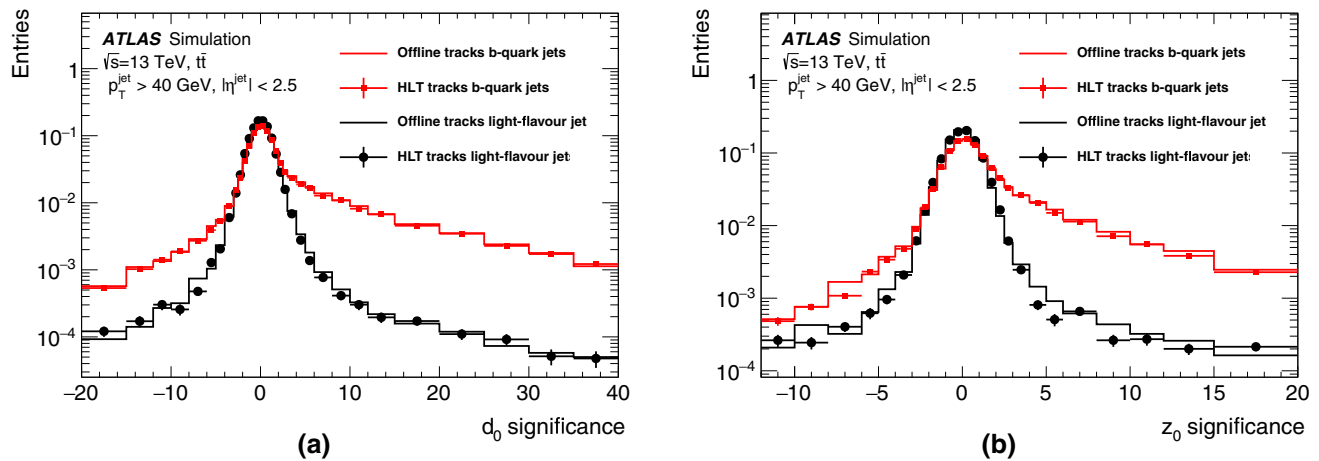 Entries
ATLAS Simulation
√s=13 TeV, tt̄
p_T^jet > 40 GeV, |η^jet| < 2.5
Offline tracks b-quark jets
HLT tracks b-quark jets
Offline tracks light-flavour jet
HLT tracks light-flavour jet
1
10⁻¹
10⁻²
10⁻³
10⁻⁴
−20 −10 0 10 20 30 40
d₀ significance
(a)
Entries
ATLAS Simulation
√s=13 TeV, tt̄
p_T^jet > 40 GeV, |η^jet| < 2.5
Offline tracks b-quark jets
HLT tracks b-quark jets
Offline tracks light-flavour jet
HLT tracks light-flavour jet
1
10⁻¹
10⁻²
10⁻³
10⁻⁴
−10 −5 0 5 10 15 20
z₀ significance
(b)